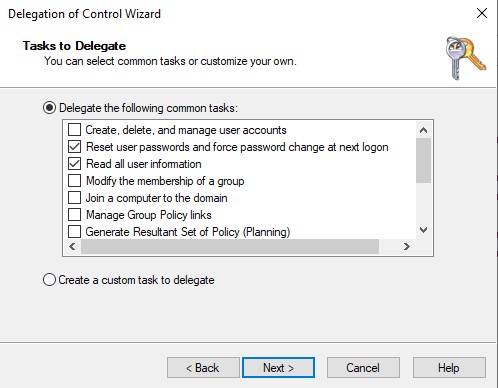 Delegation of Control Wizard
Tasks to Delegate
You can select common tasks or customize your own.
Delegate the following common tasks:
Create, delete, and manage user accounts
Reset user passwords and force password change at next logon
Read all user information
Modify the membership of a group
Join a computer to the domain
Manage Group Policy links
Generate Resultant Set of Policy (Planning)
Create a custom task to delegate
< Back Next > Cancel Help